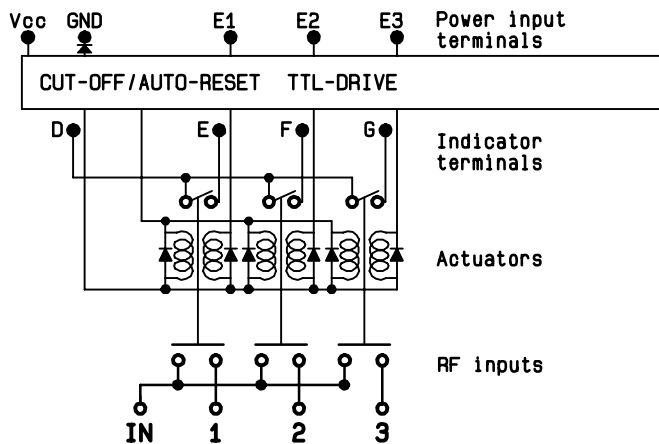 Vcc GND E1 E2 E3 Power input
terminals
CUT-OFF/AUTO-RESET TTL-DRIVE
D E F G Indicator
terminals
Actuators
RF inputs
IN 1 2 3